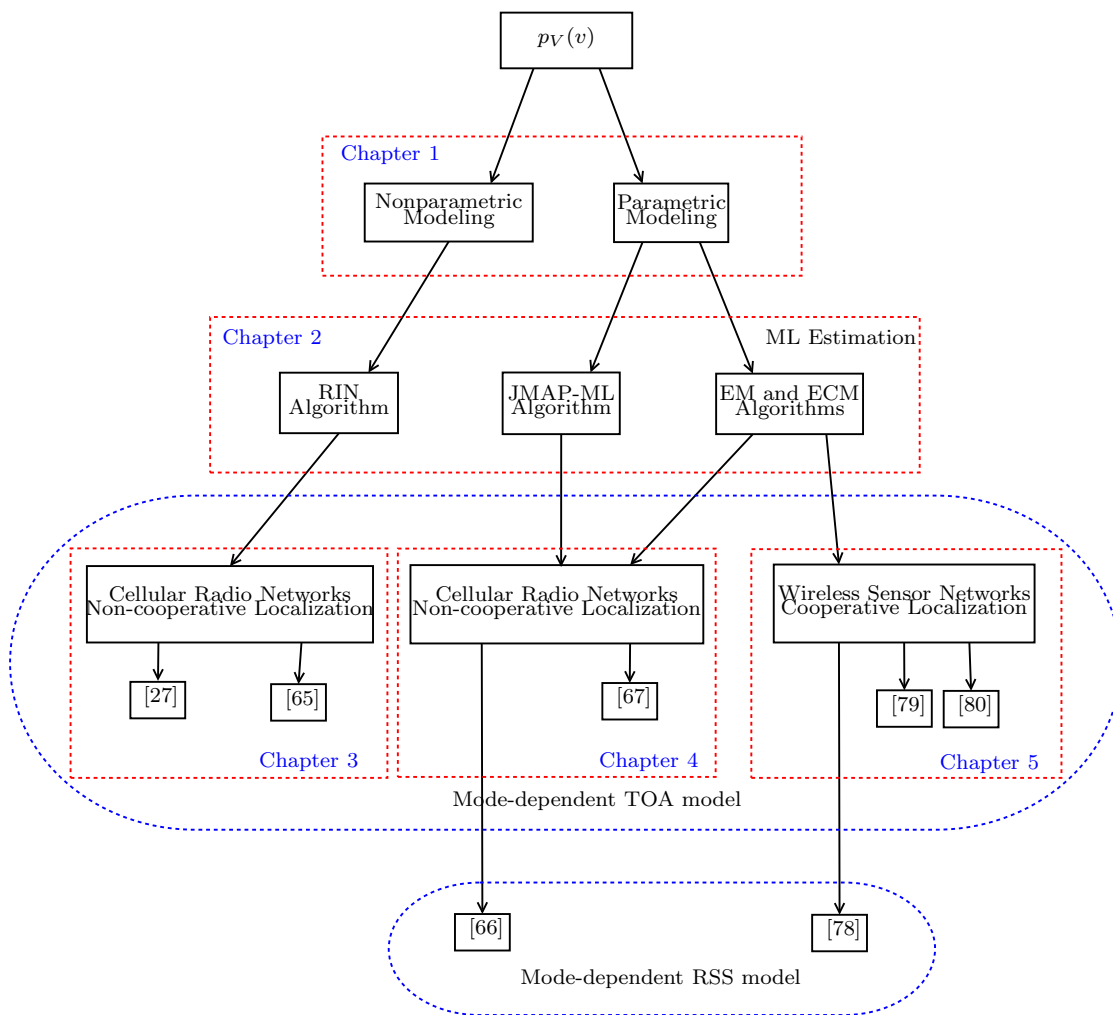 p_V(v)
Chapter 1
Nonparametric
Modeling
Parametric
Modeling
Chapter 2
ML Estimation
RIN
Algorithm
JMAP-ML
Algorithm
EM and ECM
Algorithms
Cellular Radio Networks
Non-cooperative Localization
Cellular Radio Networks
Non-cooperative Localization
Wireless Sensor Networks
Cooperative Localization
[27]
[65]
[67]
[79]
[80]
Chapter 3
Chapter 4
Chapter 5
Mode-dependent TOA model
[66]
[78]
Mode-dependent RSS model